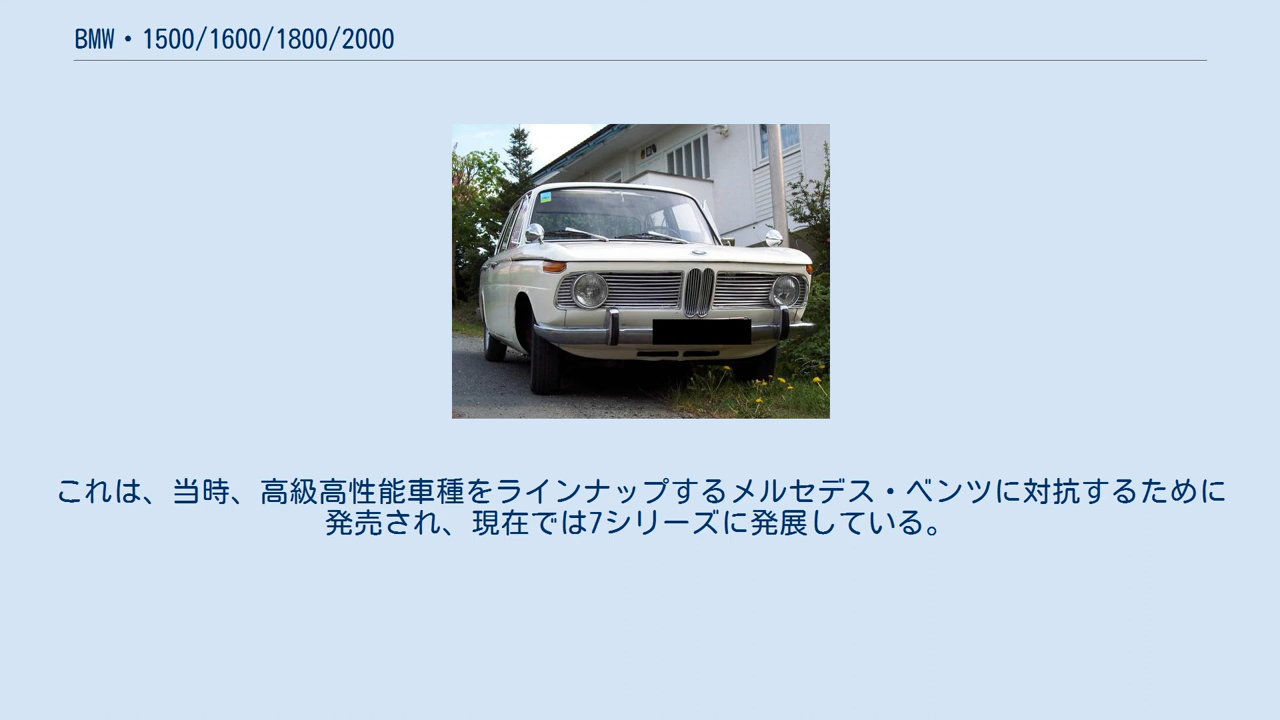 BMW・1500/1600/1800/2000
これは、当時、高級高性能車種をラインナップするメルセデス・ベンツに対抗するために
発売され、現在では7シリーズに発展している。